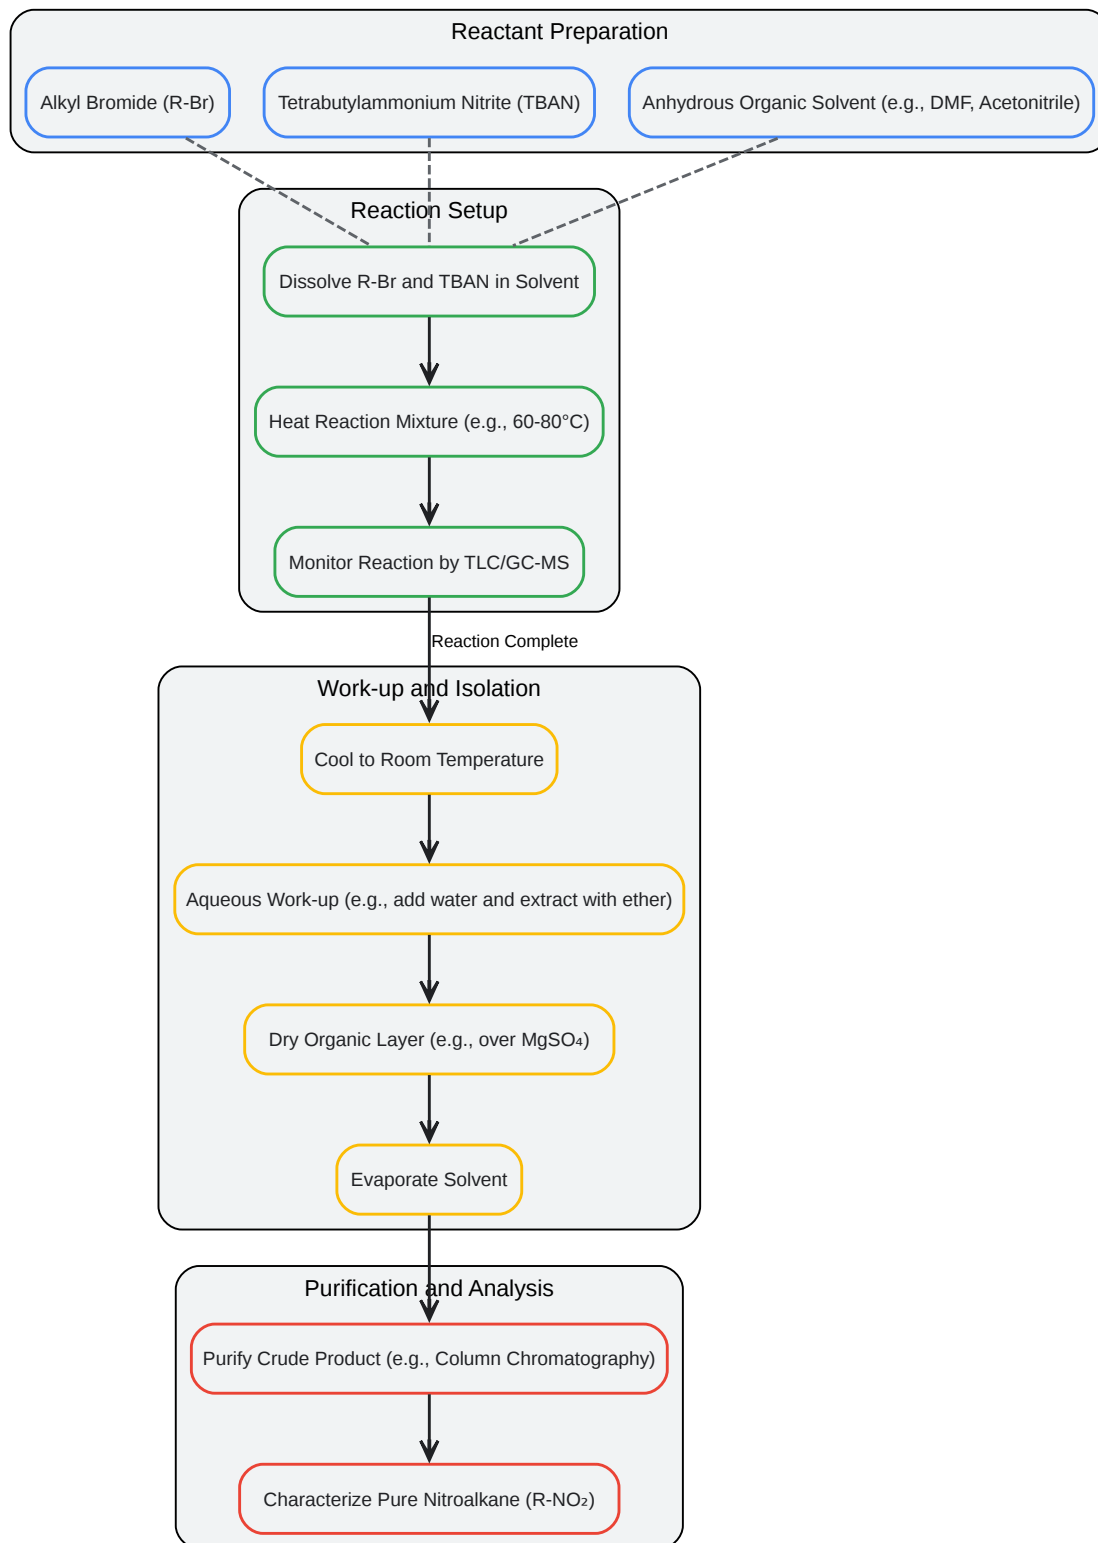 Reactant Preparation
Alkyl Bromide (R-Br)
Tetrabutylammonium Nitrite (TBAN)
Anhydrous Organic Solvent (e.g., DMF, Acetonitrile)
Reaction Setup
Dissolve R-Br and TBAN in Solvent
Heat Reaction Mixture (e.g., 60-80°C)
Monitor Reaction by TLC/GC-MS
Reaction Complete
Work-up and Isolation
Cool to Room Temperature
Aqueous Work-up (e.g., add water and extract with ether)
Dry Organic Layer (e.g., over MgSO₄)
Evaporate Solvent
Purification and Analysis
Purify Crude Product (e.g., Column Chromatography)
Characterize Pure Nitroalkane (R-NO₂)